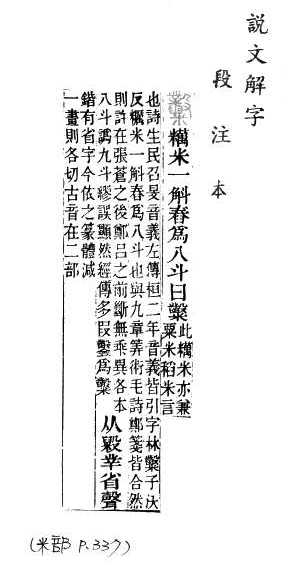 說文解字
段注本
糲米一斛舂爲八斗曰糳
此糲米亦兼
粟米稻米言
也詩生民召旻音義左傳桓二年音義皆引字林糳子沃
反糲米一斛舂爲八斗也與九章筭術毛詩鄭箋皆合然
則許在張蒼之後鄭呂之前斷無乖異各本
八斗譌九斗繆誤顯然經傳多叚鑿爲糳
从毇丵省聲
鍇有省字今依之篆體減
一畫則各切古音在二部
(米部 P.337)